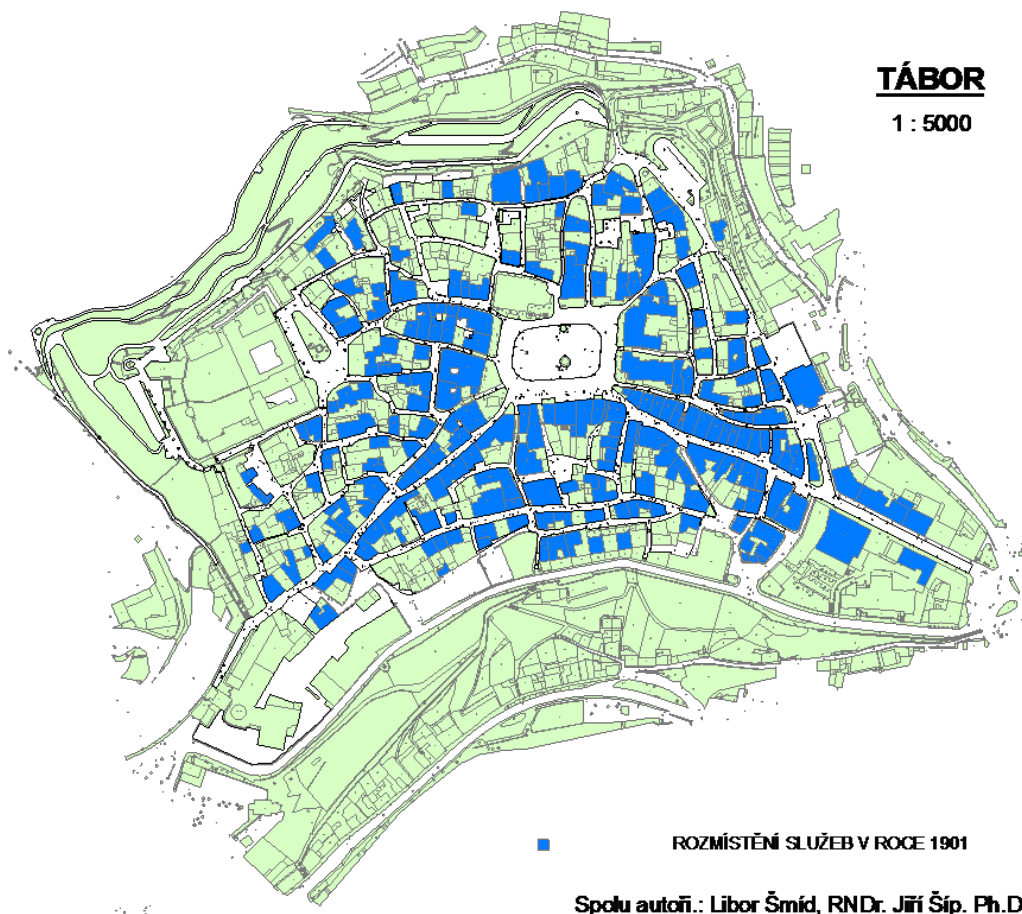 TÁBOR
1 : 5000
ROZMÍSTĚNÍ SLUŽEB V ROCE 1901
Spolu autoři.: Libor Šmíd, RNDr. Jiří Šíp. Ph.D